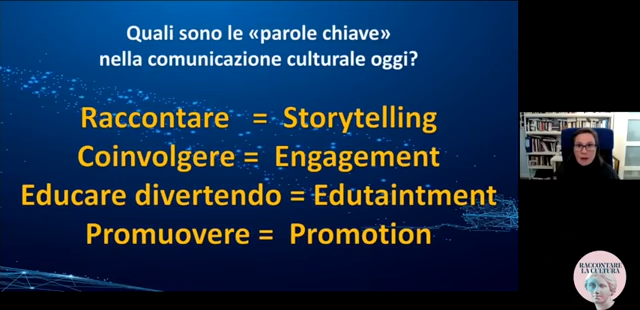 Quali sono le «parole chiave»
nella comunicazione culturale oggi?
Raccontare = Storytelling
Coinvolgere = Engagement
Educare divertendo = Edutaintment
Promuovere = Promotion
RACCONTARE
LA CULTURA